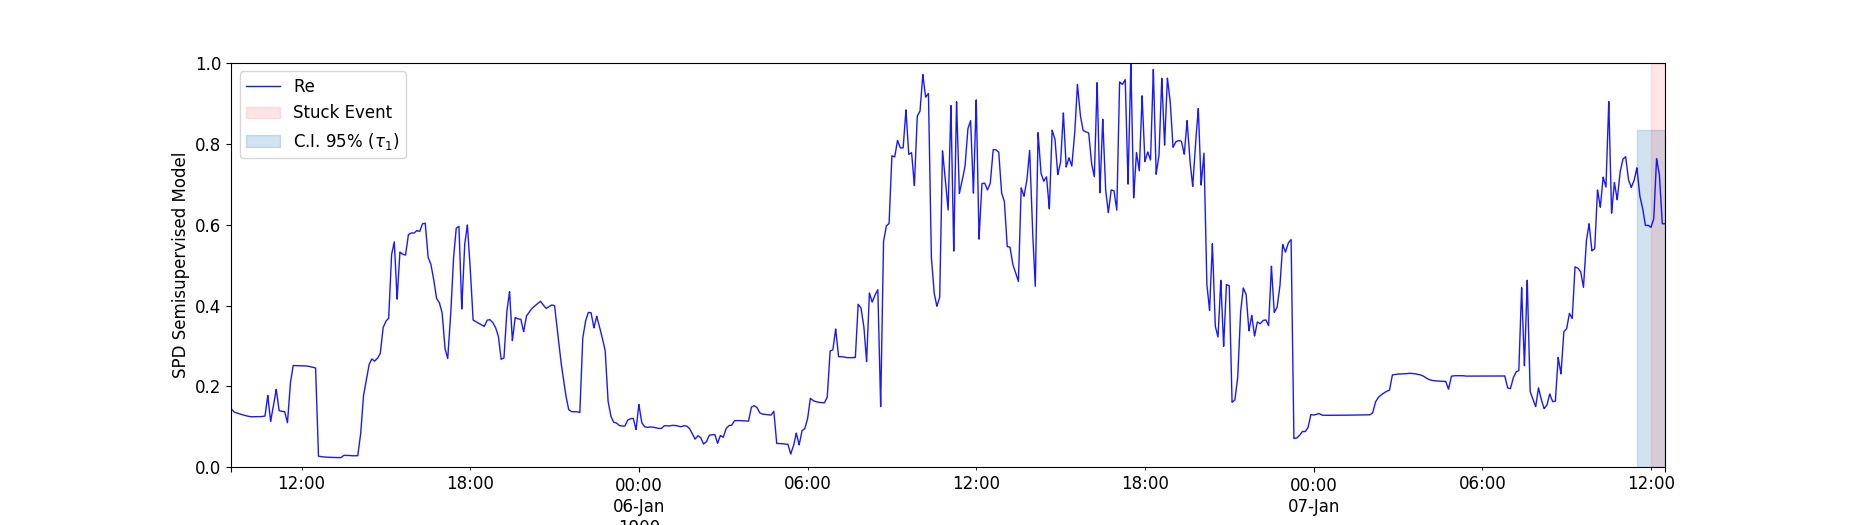 1.0
0.8
0.6
0.4
0.2
0.0
SPD Semisupervised Model
Re
Stuck Event
C.I. 95% (τ₁)
12:00 18:00 00:00 06:00 12:00 18:00 00:00 06:00 12:00
06-Jan 07-Jan
1900